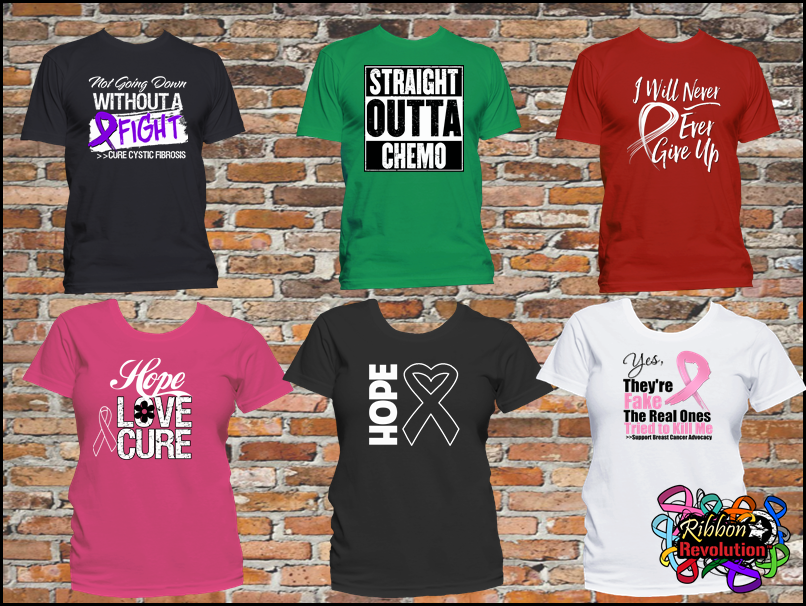 Not Going Down
WITHOUT A
FIGHT
>>CURE CYSTIC FIBROSIS
STRAIGHT
OUTTA
CHEMO
I Will Never
Ever
Give Up
Hope
LOVE
CURE
HOPE
Yes,
They're
Fake
The Real Ones
Tried to Kill Me
>>Support Breast Cancer Advocacy
Ribbon
Revolution